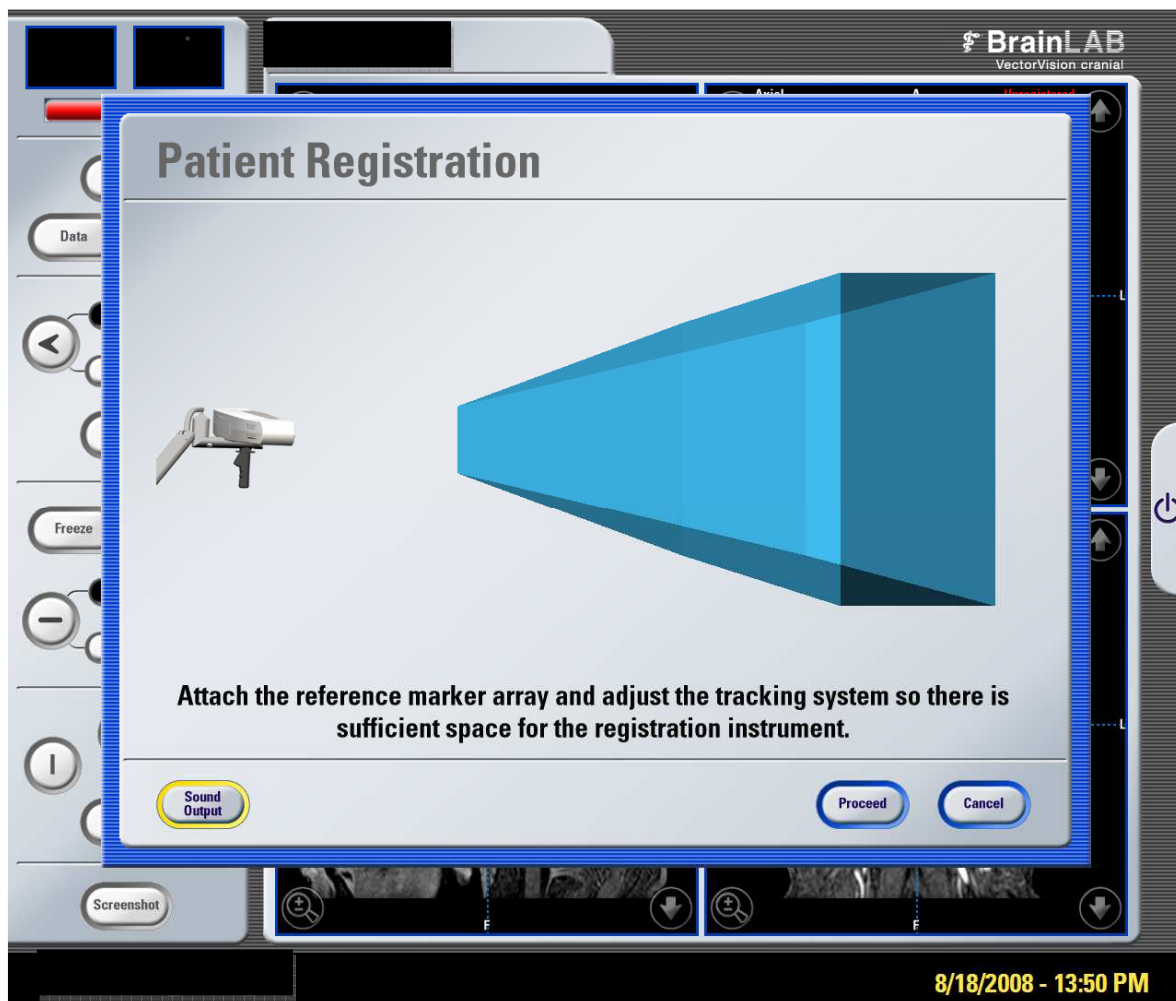 BrainLAB
VectorVision cranial
Axial A Unregistered
Patient Registration
Data
L
Freeze
Attach the reference marker array and adjust the tracking system so there is
sufficient space for the registration instrument.
L
Sound
Output
Proceed
Cancel
Screenshot
F
F
8/18/2008 - 13:50 PM